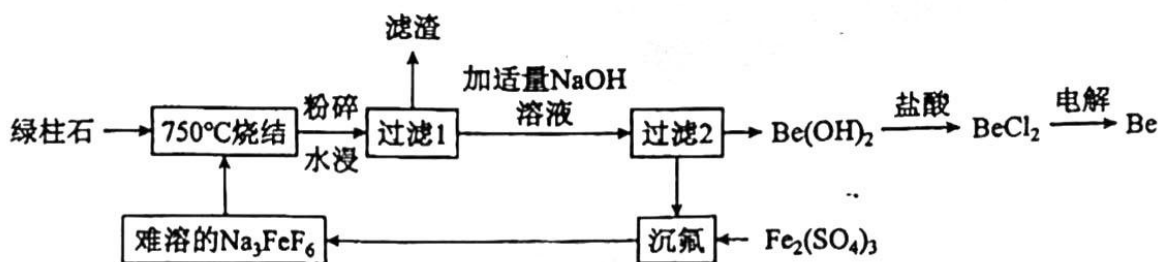 滤渣
加适量NaOH
溶液
绿柱石
750℃烧结
粉碎
水浸
过滤1
过滤2
Be(OH)₂
盐酸
BeCl₂
电解
Be
难溶的Na₃FeF₆
沉氟
Fe₂(SO₄)₃